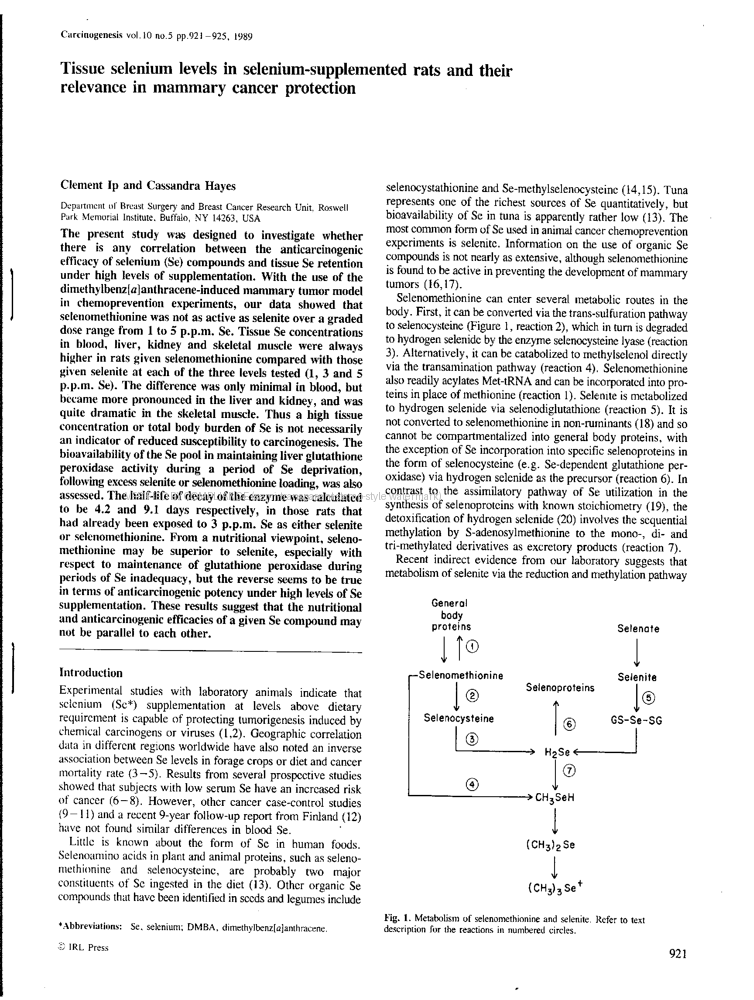 Carcinogenesis vol.10 no.5 pp.921–925, 1989
Tissue selenium levels in selenium-supplemented rats and their
relevance in mammary cancer protection
Clement Ip and Cassandra Hayes
Department of Breast Surgery and Breast Cancer Research Unit, Roswell
Park Memorial Institute, Buffalo, NY 14263, USA
The present study was designed to investigate whether
there is any correlation between the anticarcinogenic
efficacy of selenium (Se) compounds and tissue Se retention
under high levels of supplementation. With the use of the
dimethylbenz[a]anthracene-induced mammary tumor model
in chemoprevention experiments, our data showed that
selenomethionine was not as active as selenite over a graded
dose range from 1 to 5 p.p.m. Se. Tissue Se concentrations
in blood, liver, kidney and skeletal muscle were always
higher in rats given selenomethionine compared with those
given selenite at each of the three levels tested (1, 3 and 5
p.p.m. Se). The difference was only minimal in blood, but
became more pronounced in the liver and kidney, and was
quite dramatic in the skeletal muscle. Thus a high tissue
concentration or total body burden of Se is not necessarily
an indicator of reduced susceptibility to carcinogenesis. The
bioavailability of the Se pool in maintaining liver glutathione
peroxidase activity during a period of Se deprivation,
following excess selenite or selenomethionine loading, was also
assessed. The half-life of decay of the enzyme was calculated
to be 4.2 and 9.1 days respectively, in those rats that
had already been exposed to 3 p.p.m. Se as either selenite
or selenomethionine. From a nutritional viewpoint, seleno-
methionine may be superior to selenite, especially with
respect to maintenance of glutathione peroxidase during
periods of Se inadequacy, but the reverse seems to be true
in terms of anticarcinogenic potency under high levels of Se
supplementation. These results suggest that the nutritional
and anticarcinogenic efficacies of a given Se compound may
not be parallel to each other.
Introduction
Experimental studies with laboratory animals indicate that
selenium (Se*) supplementation at levels above dietary
requirement is capable of protecting tumorigenesis induced by
chemical carcinogens or viruses (1,2). Geographic correlation
data in different regions worldwide have also noted an inverse
association between Se levels in forage crops or diet and cancer
mortality rate (3–5). Results from several prospective studies
showed that subjects with low serum Se have an increased risk
of cancer (6–8). However, other cancer case-control studies
(9–11) and a recent 9-year follow-up report from Finland (12)
have not found similar differences in blood Se.
Little is known about the form of Se in human foods.
Selenoamino acids in plant and animal proteins, such as seleno-
methionine and selenocysteine, are probably two major
constituents of Se ingested in the diet (13). Other organic Se
compounds that have been identified in seeds and legumes include
*Abbreviations: Se, selenium; DMBA, dimethylbenz[a]anthracene.
© IRL Press
selenocystathionine and Se-methylselenocysteine (14,15). Tuna
represents one of the richest sources of Se quantitatively, but
bioavailability of Se in tuna is apparently rather low (13). The
most common form of Se used in animal cancer chemoprevention
experiments is selenite. Information on the use of organic Se
compounds is not nearly as extensive, although selenomethionine
is found to be active in preventing the development of mammary
tumors (16,17).
Selenomethionine can enter several metabolic routes in the
body. First, it can be converted via the trans-sulfuration pathway
to selenocysteine (Figure 1, reaction 2), which in turn is degraded
to hydrogen selenide by the enzyme selenocysteine lyase (reaction
3). Alternatively, it can be catabolized to methylselenol directly
via the transamination pathway (reaction 4). Selenomethionine
also readily acylates Met-tRNA and can be incorporated into pro-
teins in place of methionine (reaction 1). Selenite is metabolized
to hydrogen selenide via selenodiglutathione (reaction 5). It is
not converted to selenomethionine in non-ruminants (18) and so
cannot be compartmentalized into general body proteins, with
the exception of Se incorporation into specific selenoproteins in
the form of selenocysteine (e.g. Se-dependent glutathione per-
oxidase) via hydrogen selenide as the precursor (reaction 6). In
contrast to the assimilatory pathway of Se utilization in the
synthesis of selenoproteins with known stoichiometry (19), the
detoxification of hydrogen selenide (20) involves the sequential
methylation by S-adenosylmethionine to the mono-, di- and
tri-methylated derivatives as excretory products (reaction 7).
Recent indirect evidence from our laboratory suggests that
metabolism of selenite via the reduction and methylation pathway
General
body
proteins
1
Selenate
Selenomethionine
Selenoproteins
Selenite
2
5
Selenocysteine
6
GS-Se-SG
3
H2Se
7
4
CH3SeH
(CH3)2Se
(CH3)3Se+
Fig. 1. Metabolism of selenomethionine and selenite. Refer to text
description for the reactions in numbered circles.
921